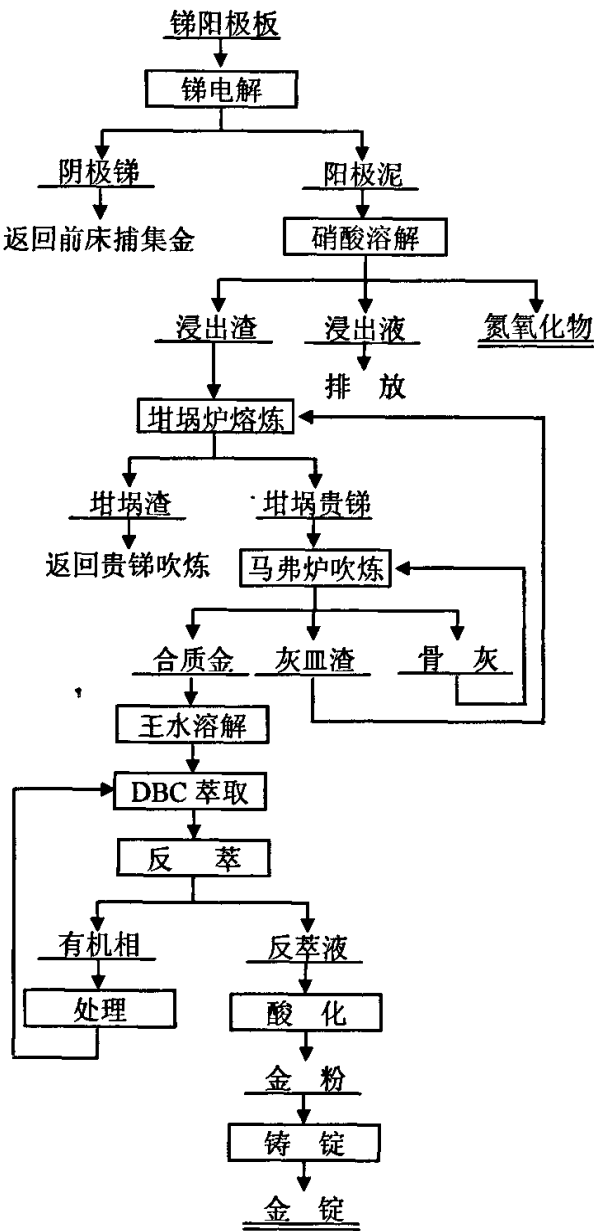 锑阳极板
锑电解
阴极锑
阳极泥
返回前床捕集金
硝酸溶解
浸出渣
浸出液
氮氧化物
排 放
坩埚炉熔炼
坩埚渣
坩埚贵锑
返回贵锑吹炼
马弗炉吹炼
合质金
灰皿渣
骨 灰
王水溶解
DBC 萃取
反 萃
有机相
反萃液
处理
酸 化
金 粉
铸 锭
金 锭